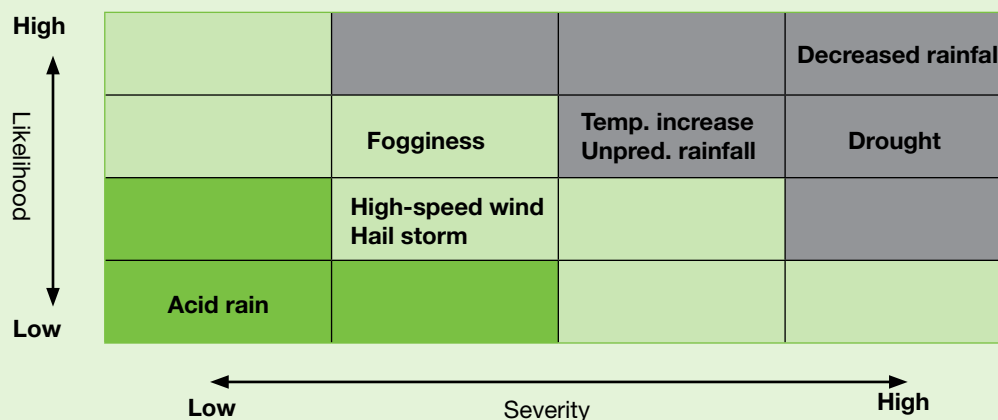 High
Decreased rainfal
Likelihood
Fogginess
Temp. increase
Unpred. rainfall
Drought
High-speed wind
Hail storm
Acid rain
Low
Low
Severity
High